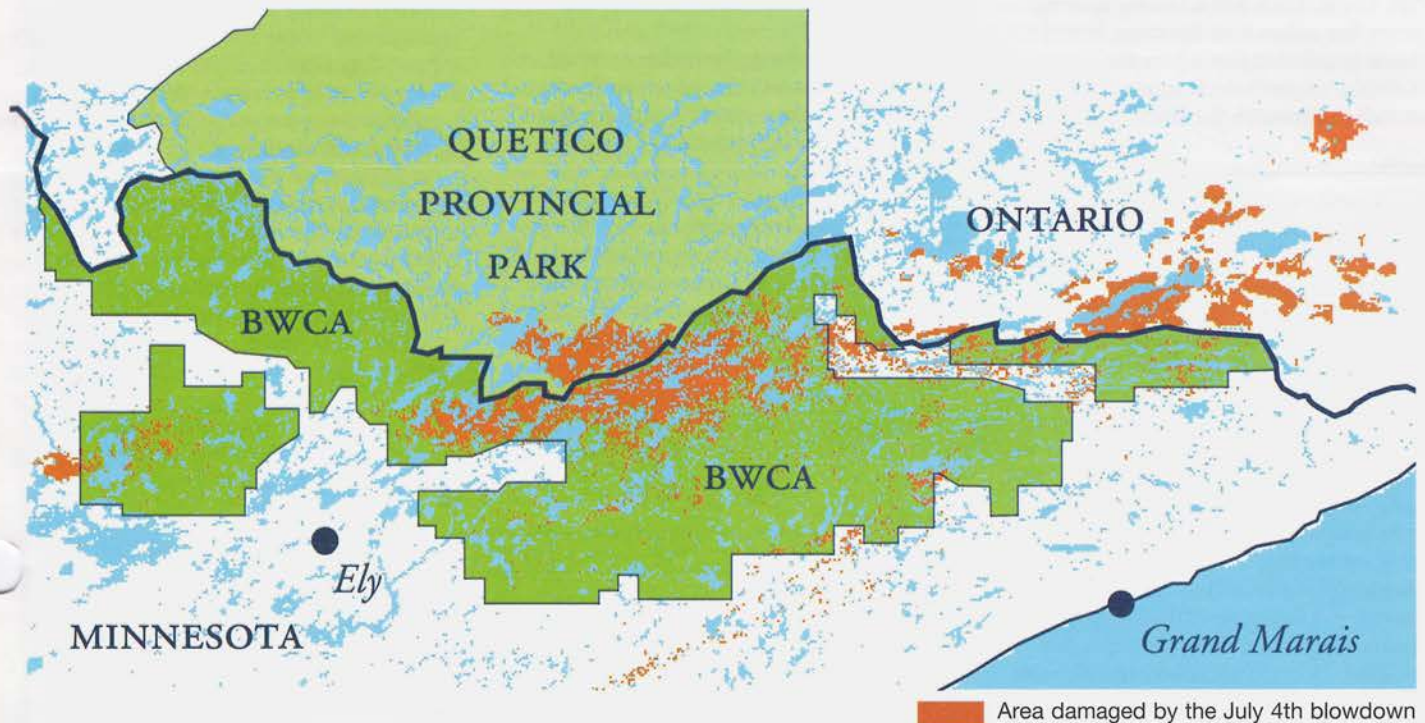 QUETICO
PROVINCIAL
PARK
ONTARIO
BWCA
BWCA
Ely
MINNESOTA
Grand Marais
Area damaged by the July 4th blowdown